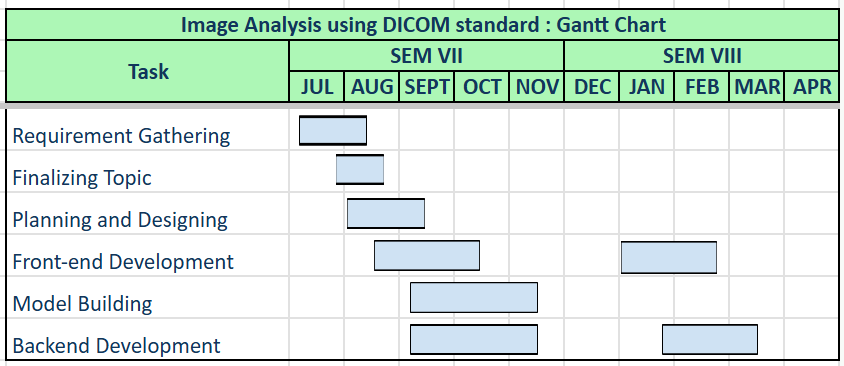 Image Analysis using DICOM standard : Gantt Chart
Task
SEM VII
SEM VIII
JUL AUG SEPT OCT NOV DEC JAN FEB MAR APR
Requirement Gathering
Finalizing Topic
Planning and Designing
Front-end Development
Model Building
Backend Development